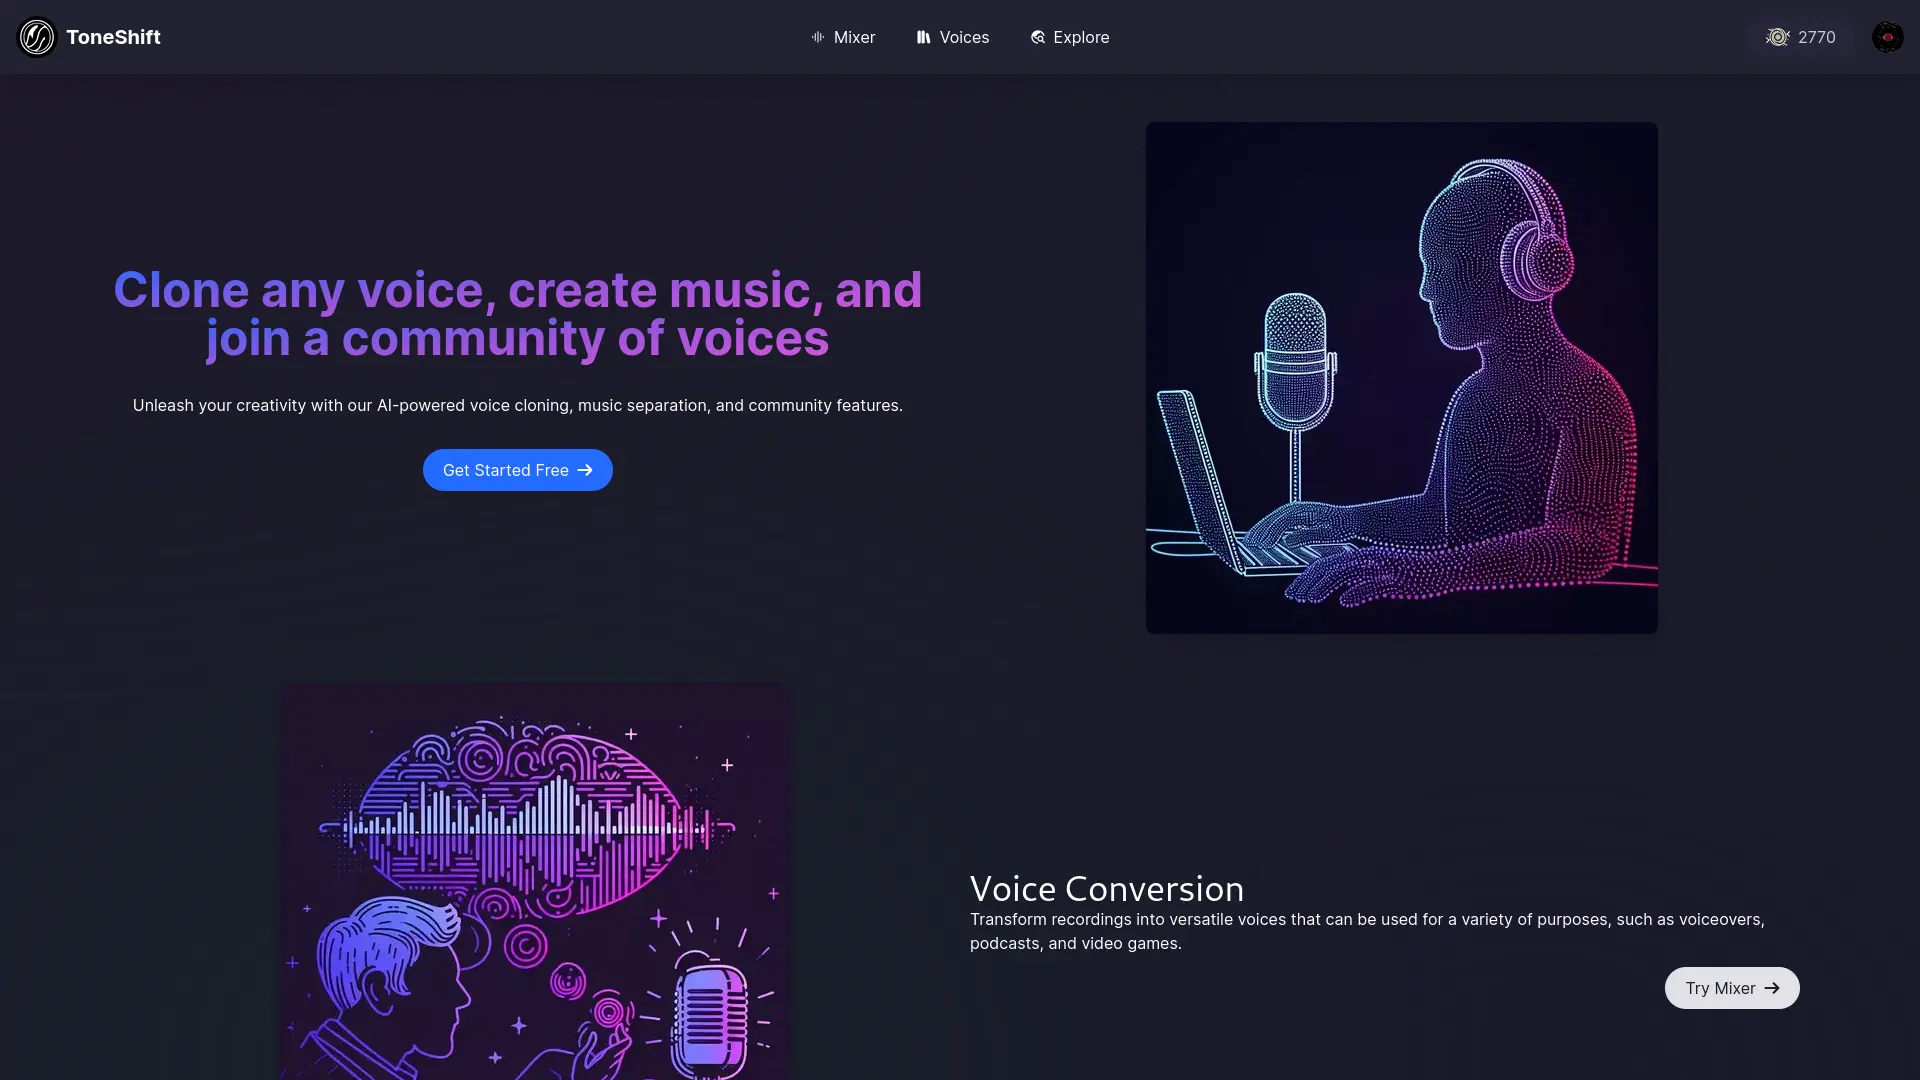 ToneShift
Mixer
Voices
Explore
2770
Clone any voice, create music, and
join a community of voices
Unleash your creativity with our AI-powered voice cloning, music separation, and community features.
Get Started Free
Voice Conversion
Transform recordings into versatile voices that can be used for a variety of purposes, such as voiceovers,
podcasts, and video games.
Try Mixer